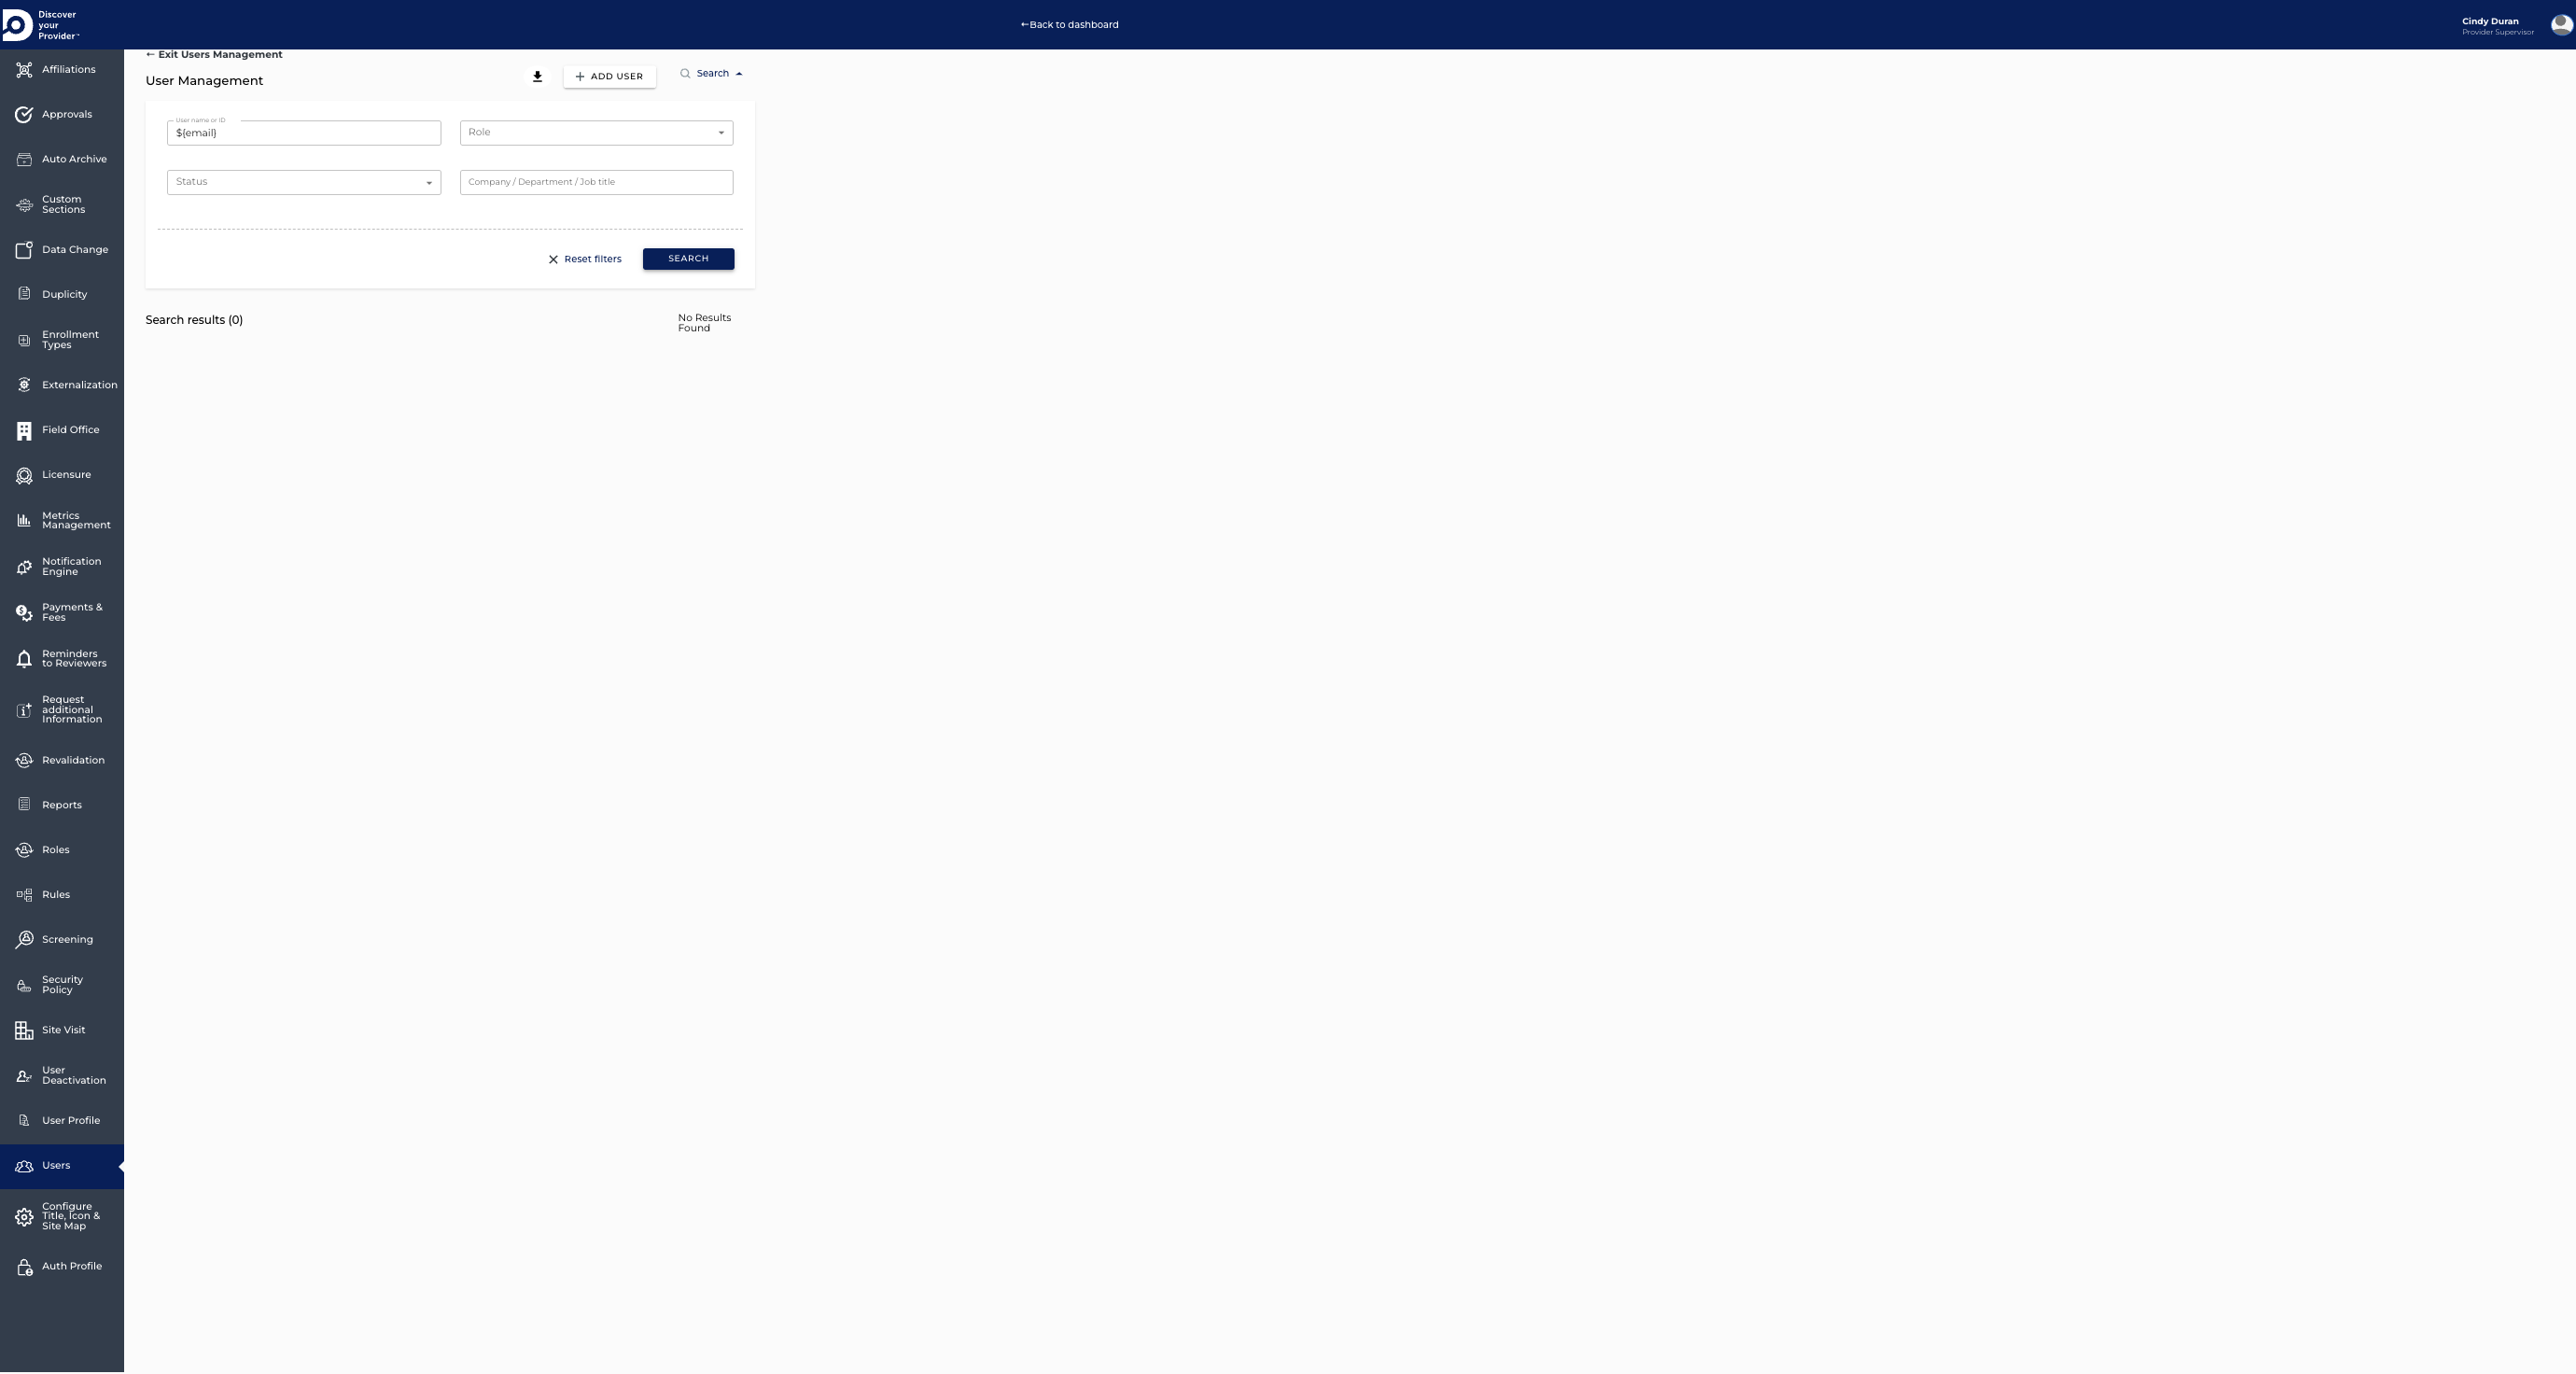 Discover
your
Provider™
←Back to dashboard
Cindy Duran
Provider Supervisor
← Exit Users Management
User Management
ADD USER
Search
User name or ID
${email}
Role
Status
Company / Department / Job title
Reset filters
SEARCH
Search results (0)
No Results
Found
Affiliations
Approvals
Auto Archive
Custom
Sections
Data Change
Duplicity
Enrollment
Types
Externalization
Field Office
Licensure
Metrics
Management
Notification
Engine
Payments &
Fees
Reminders
to Reviewers
Request
additional
Information
Revalidation
Reports
Roles
Rules
Screening
Security
Policy
Site Visit
User
Deactivation
User Profile
Users
Configure
Title, Icon &
Site Map
Auth Profile